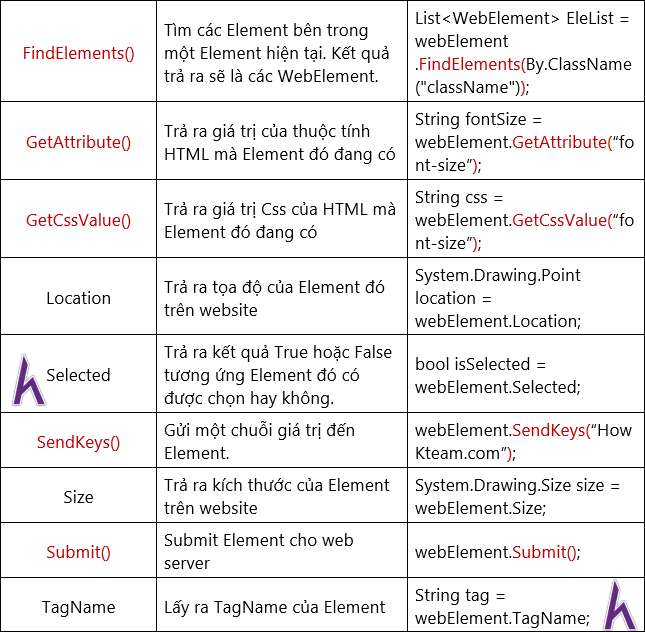 FindElements()
Tìm các Element bên trong
một Element hiện tại. Kết quả
trả ra sẽ là các WebElement.
List<WebElement> EleList =
webElement
.FindElements(By.ClassName
("className"));
GetAttribute()
Trả ra giá trị của thuộc tính
HTML mà Element đó đang có
String fontSize =
webElement.GetAttribute(“fo
nt-size”);
GetCssValue()
Trả ra giá trị Css của HTML mà
Element đó đang có
String css =
webElement.GetCssValue(“fo
nt-size”);
Location
Trả ra tọa độ của Element đó
trên website
System.Drawing.Point
location =
webElement.Location;
Selected
Trả ra kết quả True hoặc False
tương ứng Element đó có
được chọn hay không.
bool isSelected =
webElement.Selected;
SendKeys()
Gửi một chuỗi giá trị đến
Element.
webElement.SendKeys(“How
Kteam.com”);
Size
Trả ra kích thước của Element
trên website
System.Drawing.Size size =
webElement.Size;
Submit()
Submit Element cho web
server
webElement.Submit();
TagName
Lấy ra TagName của Element
String tag =
webElement.TagName;